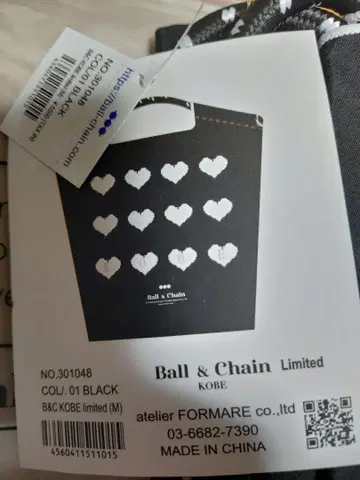 https://ball-chain.com
NO.301048
COL/01 BLACK
Ball & Chain
NO.301048
COL/. 01 BLACK
B&C KOBE limited (M)
4560411511015
Ball & Chain Limited
KOBE
atelier FORMARE co.,ltd
03-6682-7390
MADE IN CHINA